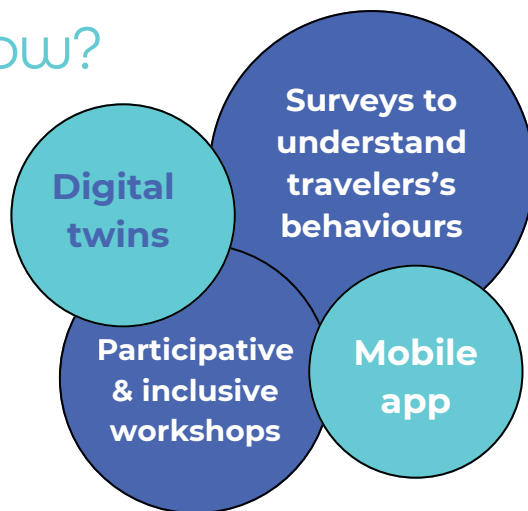 ow?
Surveys to
understand
travelers's
behaviours
Digital
twins
Participative
& inclusive
workshops
Mobile
app